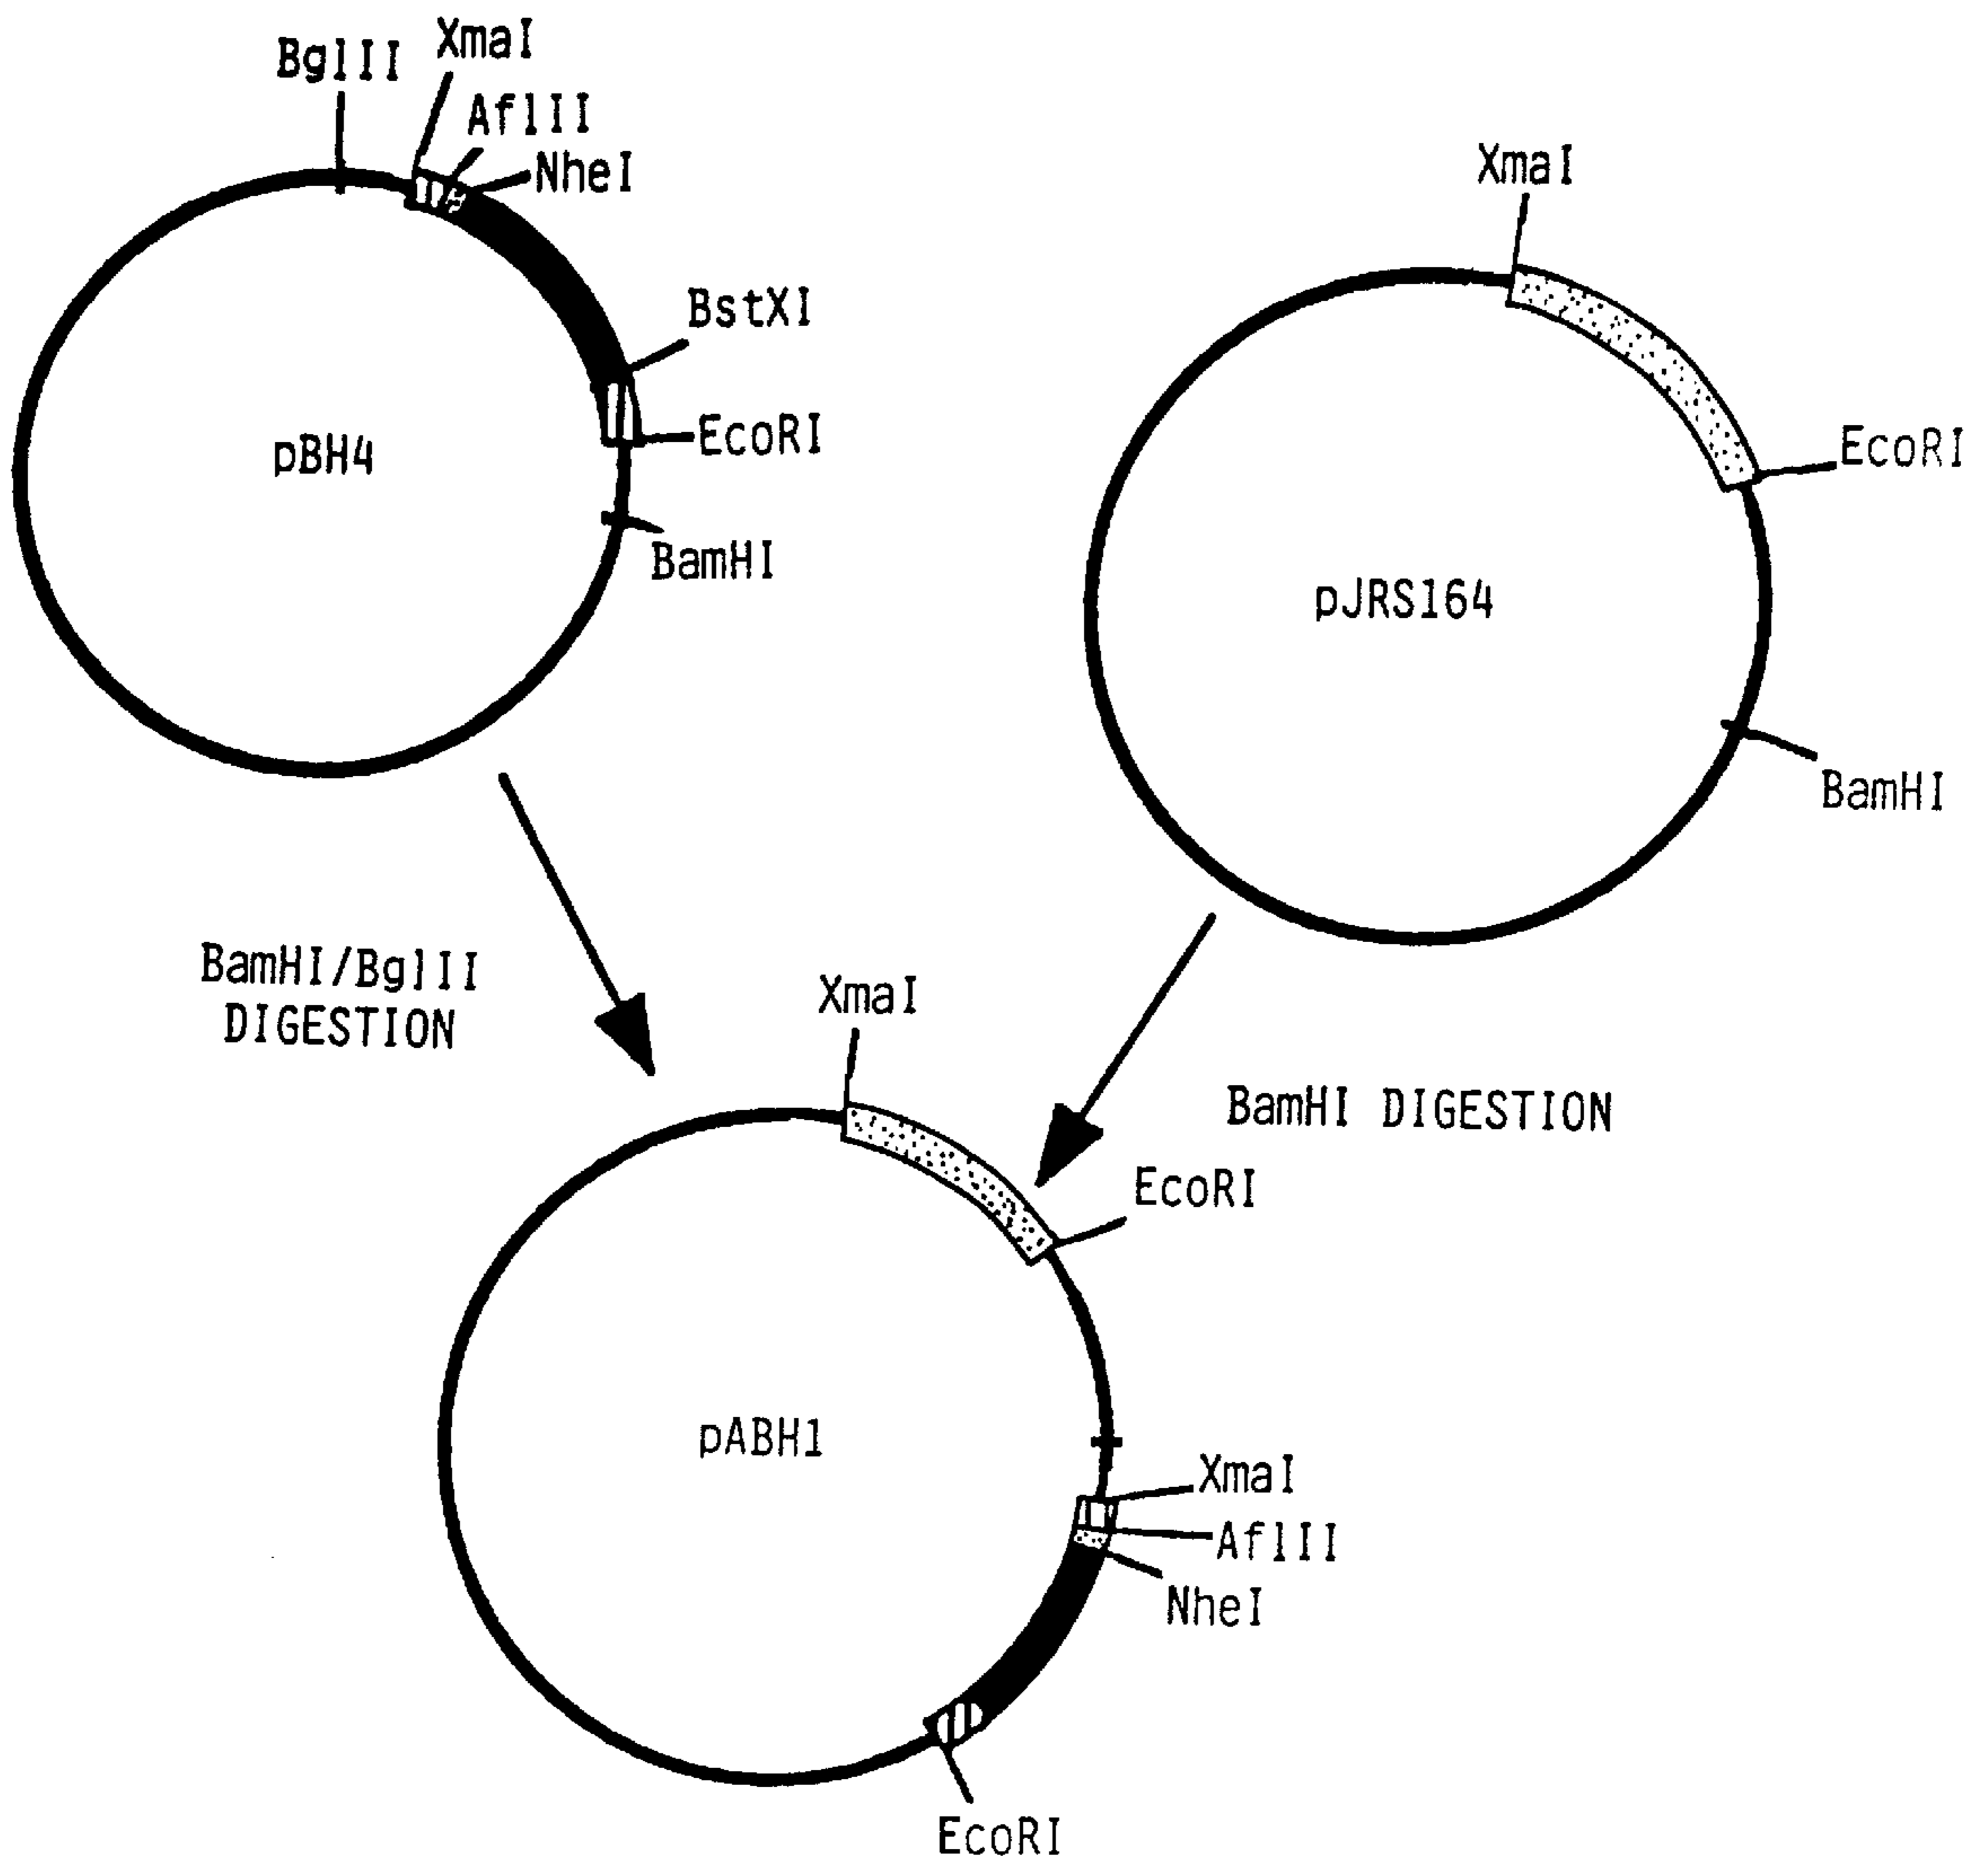 BglII
XmaI
AflII
NheI
BstXI
EcoRI
BamHI
pBH4
XmaI
EcoRI
BamHI
pJRS164
BamHI/BglII
DIGESTION
BamHI DIGESTION
XmaI
EcoRI
pABH1
XmaI
AflII
NheI
EcoRI